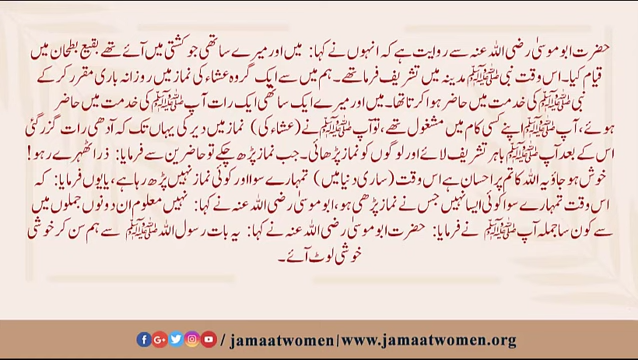 حضرت ابو موسیٰ رضی اللہ عنہ سے روایت ہے کہ انہوں نے کہا: میں اور میرے ساتھی جو کشتی میں آئے تھے بقیع بطحان میں
قیام کیا۔ اس وقت نبی ﷺ مدینہ میں تشریف فرما تھے۔ ہم میں سے ایک گروہ عشاء کی نماز میں روزانہ باری مقرر کر کے
نبی ﷺ کی خدمت میں حاضر ہوا کرتا تھا۔ میں اور میرے ایک ساتھی ایک رات آپ ﷺ کی خدمت میں حاضر
ہوئے، آپ ﷺ اپنے کسی کام میں مشغول تھے، تو آپ ﷺ نے (عشاء کی) نماز میں دیر کی یہاں تک کہ آدھی رات گزر گئی
اس کے بعد آپ ﷺ باہر تشریف لائے اور لوگوں کو نماز پڑھائی۔ جب نماز پڑھ چکے تو حاضرین سے فرمایا: ذرا ٹھہرے رہو!
خوش ہو جاؤ یہ اللہ کا تم پر احسان ہے اس وقت (ساری دنیا میں) تمہارے سوا اور کوئی نماز نہیں پڑھ رہا ہے، یا یوں فرمایا: کہ
اس وقت تمہارے سوا کوئی ایسا نہیں جس نے نماز پڑھی ہو، ابو موسیٰ رضی اللہ عنہ نے کہا: نہیں معلوم ان دونوں جملوں میں
سے کون سا جملہ آپ ﷺ نے فرمایا: حضرت ابو موسیٰ رضی اللہ عنہ نے کہا: یہ بات رسول اللہ ﷺ سے ہم سن کر خوشی
خوشی لوٹ آئے۔
/ jamaatwomen | www.jamaatwomen.org